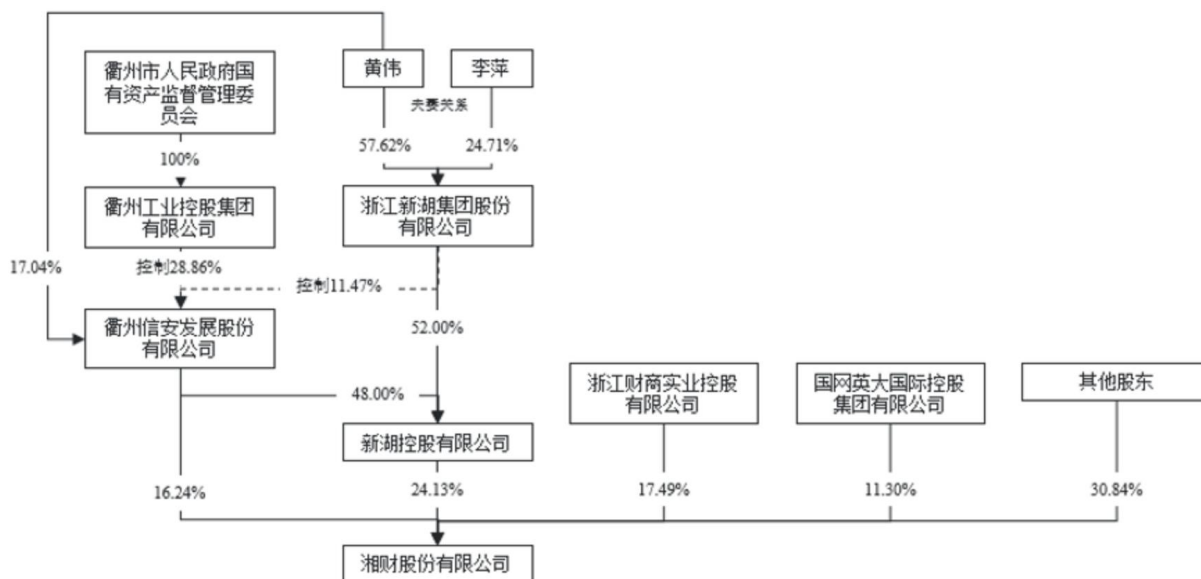 黄伟
李萍
衢州市人民政府国
有资产监督管理委
员会
夫妻关系
57.62%
24.71%
100%
衢州工业控股集团
有限公司
浙江新湖集团股份
有限公司
17.04%
控制28.86%
控制11.47%
衢州信安发展股份
有限公司
52.00%
48.00%
浙江财商实业控股
有限公司
国网英大国际控股
集团有限公司
其他股东
新湖控股有限公司
16.24%
24.13%
17.49%
11.30%
30.84%
湘财股份有限公司